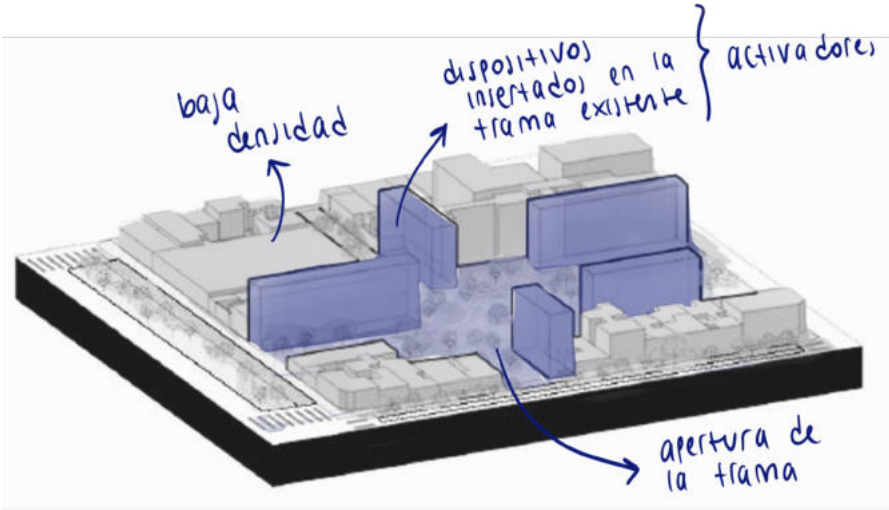 baja
densidad
dispositivos
insertados en la
trama existente
activadores
apertura de
la trama